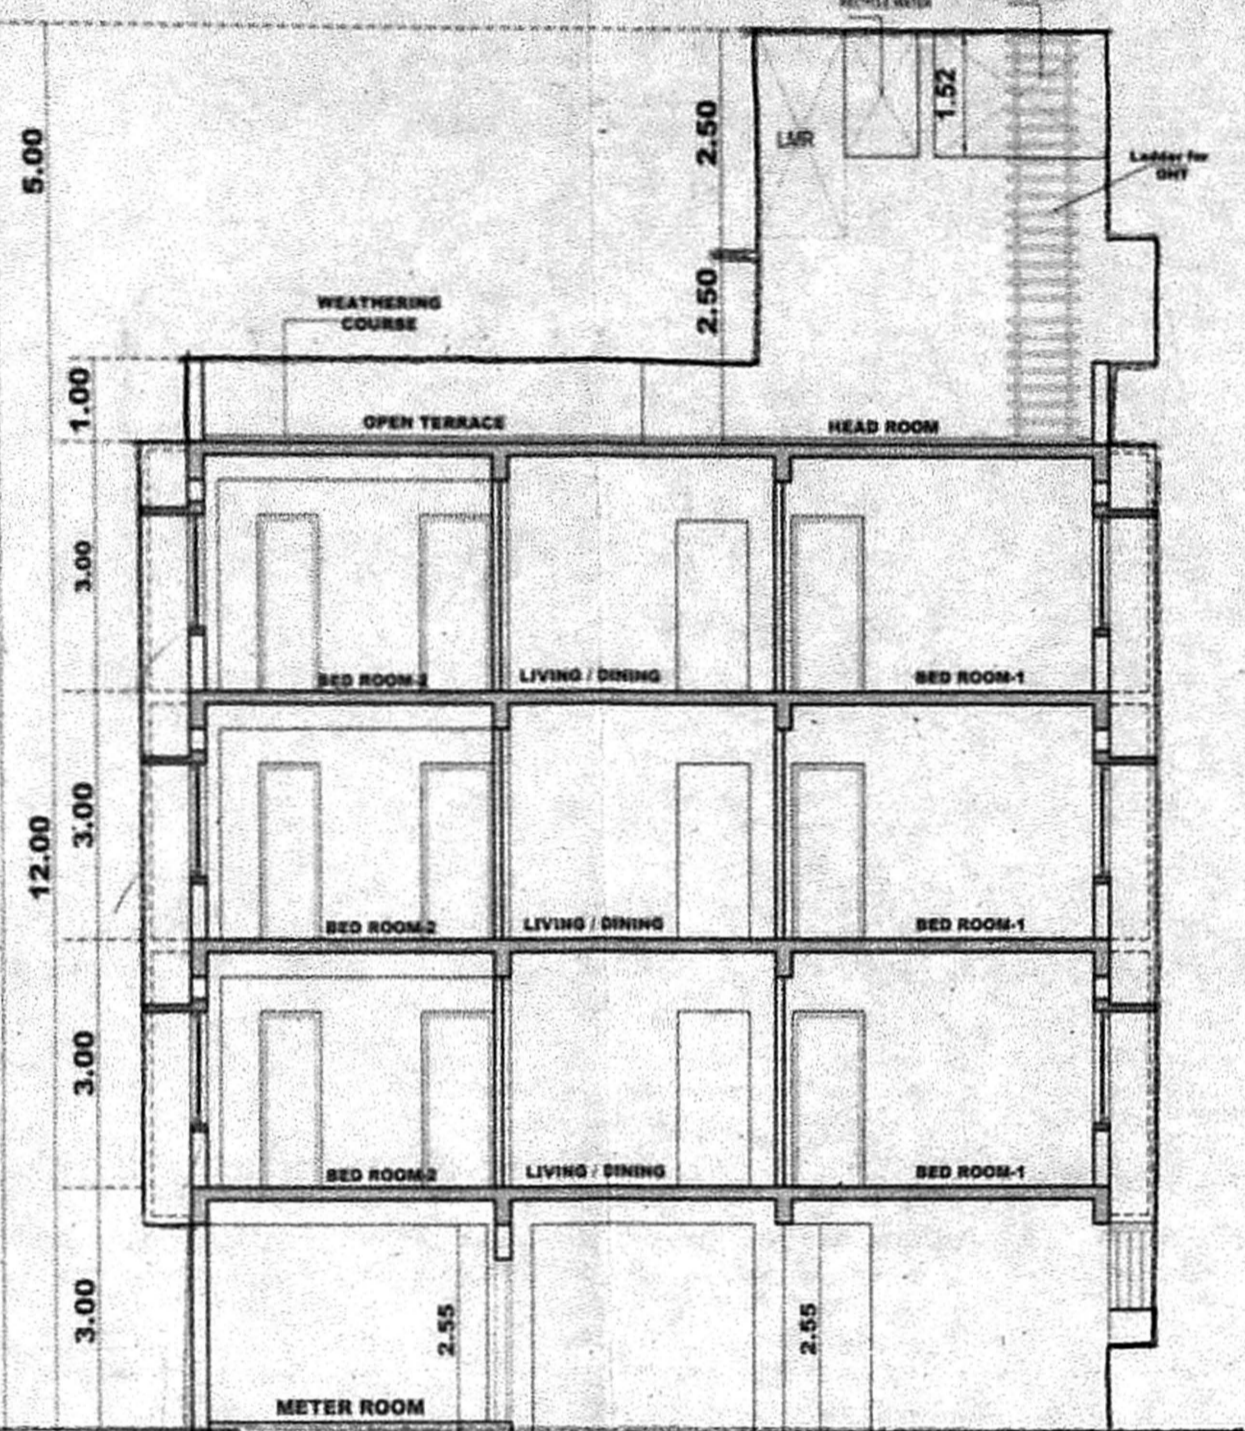 RECYCLE WATER
5.00
2.50
1.52
LMR
Ladder for
OHT
2.50
WEATHERING
COURSE
1.00
OPEN TERRACE
HEAD ROOM
3.00
BED ROOM-2
LIVING / DINING
BED ROOM-1
12.00
3.00
BED ROOM-2
LIVING / DINING
BED ROOM-1
3.00
BED ROOM-2
LIVING / DINING
BED ROOM-1
3.00
2.55
2.55
METER ROOM